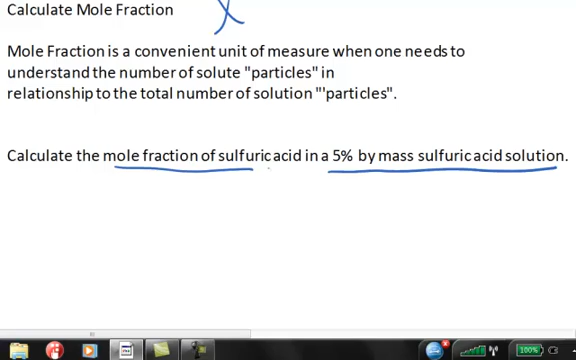 Calculate Mole Fraction X
Mole Fraction is a convenient unit of measure when one needs to
understand the number of solute "particles" in
relationship to the total number of solution "'particles".
Calculate the mole fraction of sulfuric acid in a 5% by mass sulfuric acid solution.
100%